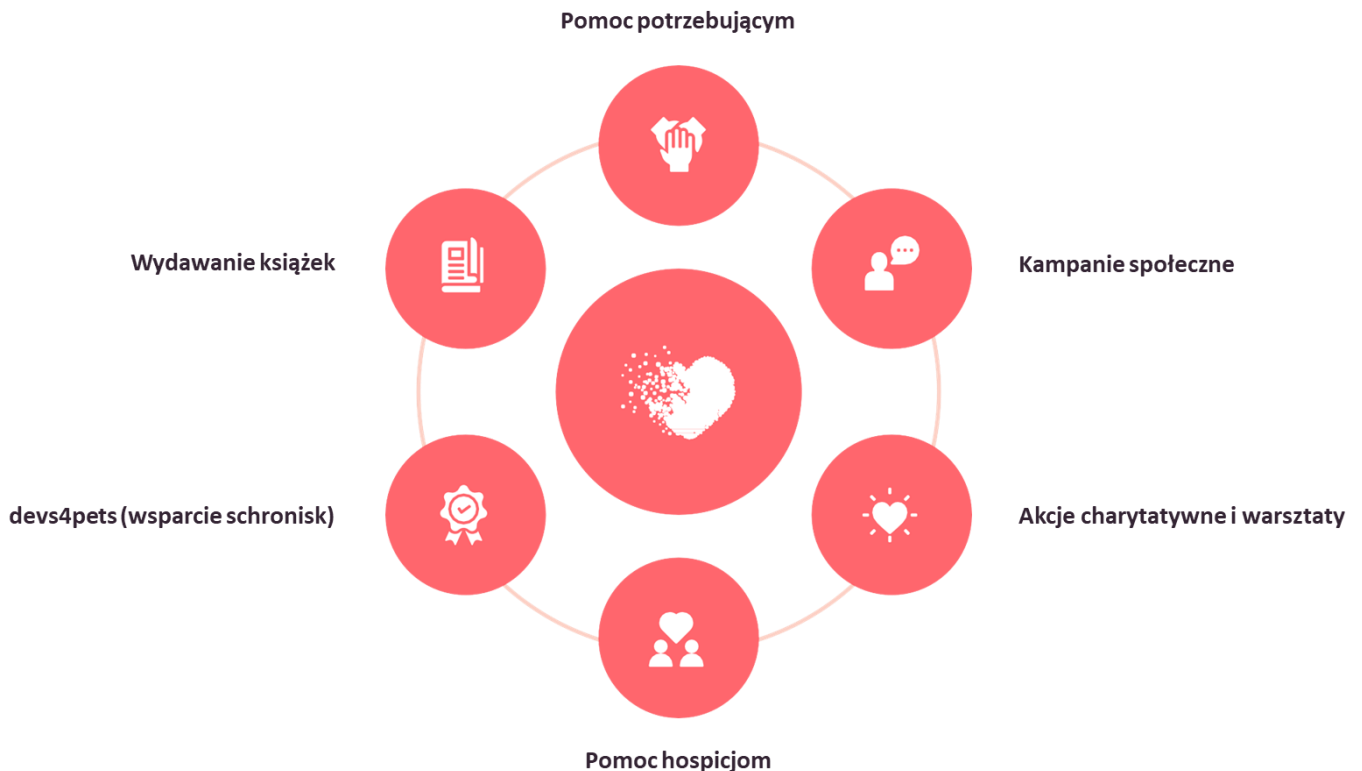 Pomoc potrzebującym
Wydawanie książek
Kampanie społeczne
devs4pets (wsparcie schronisk)
Akcje charytatywne i warsztaty
Pomoc hospicjom